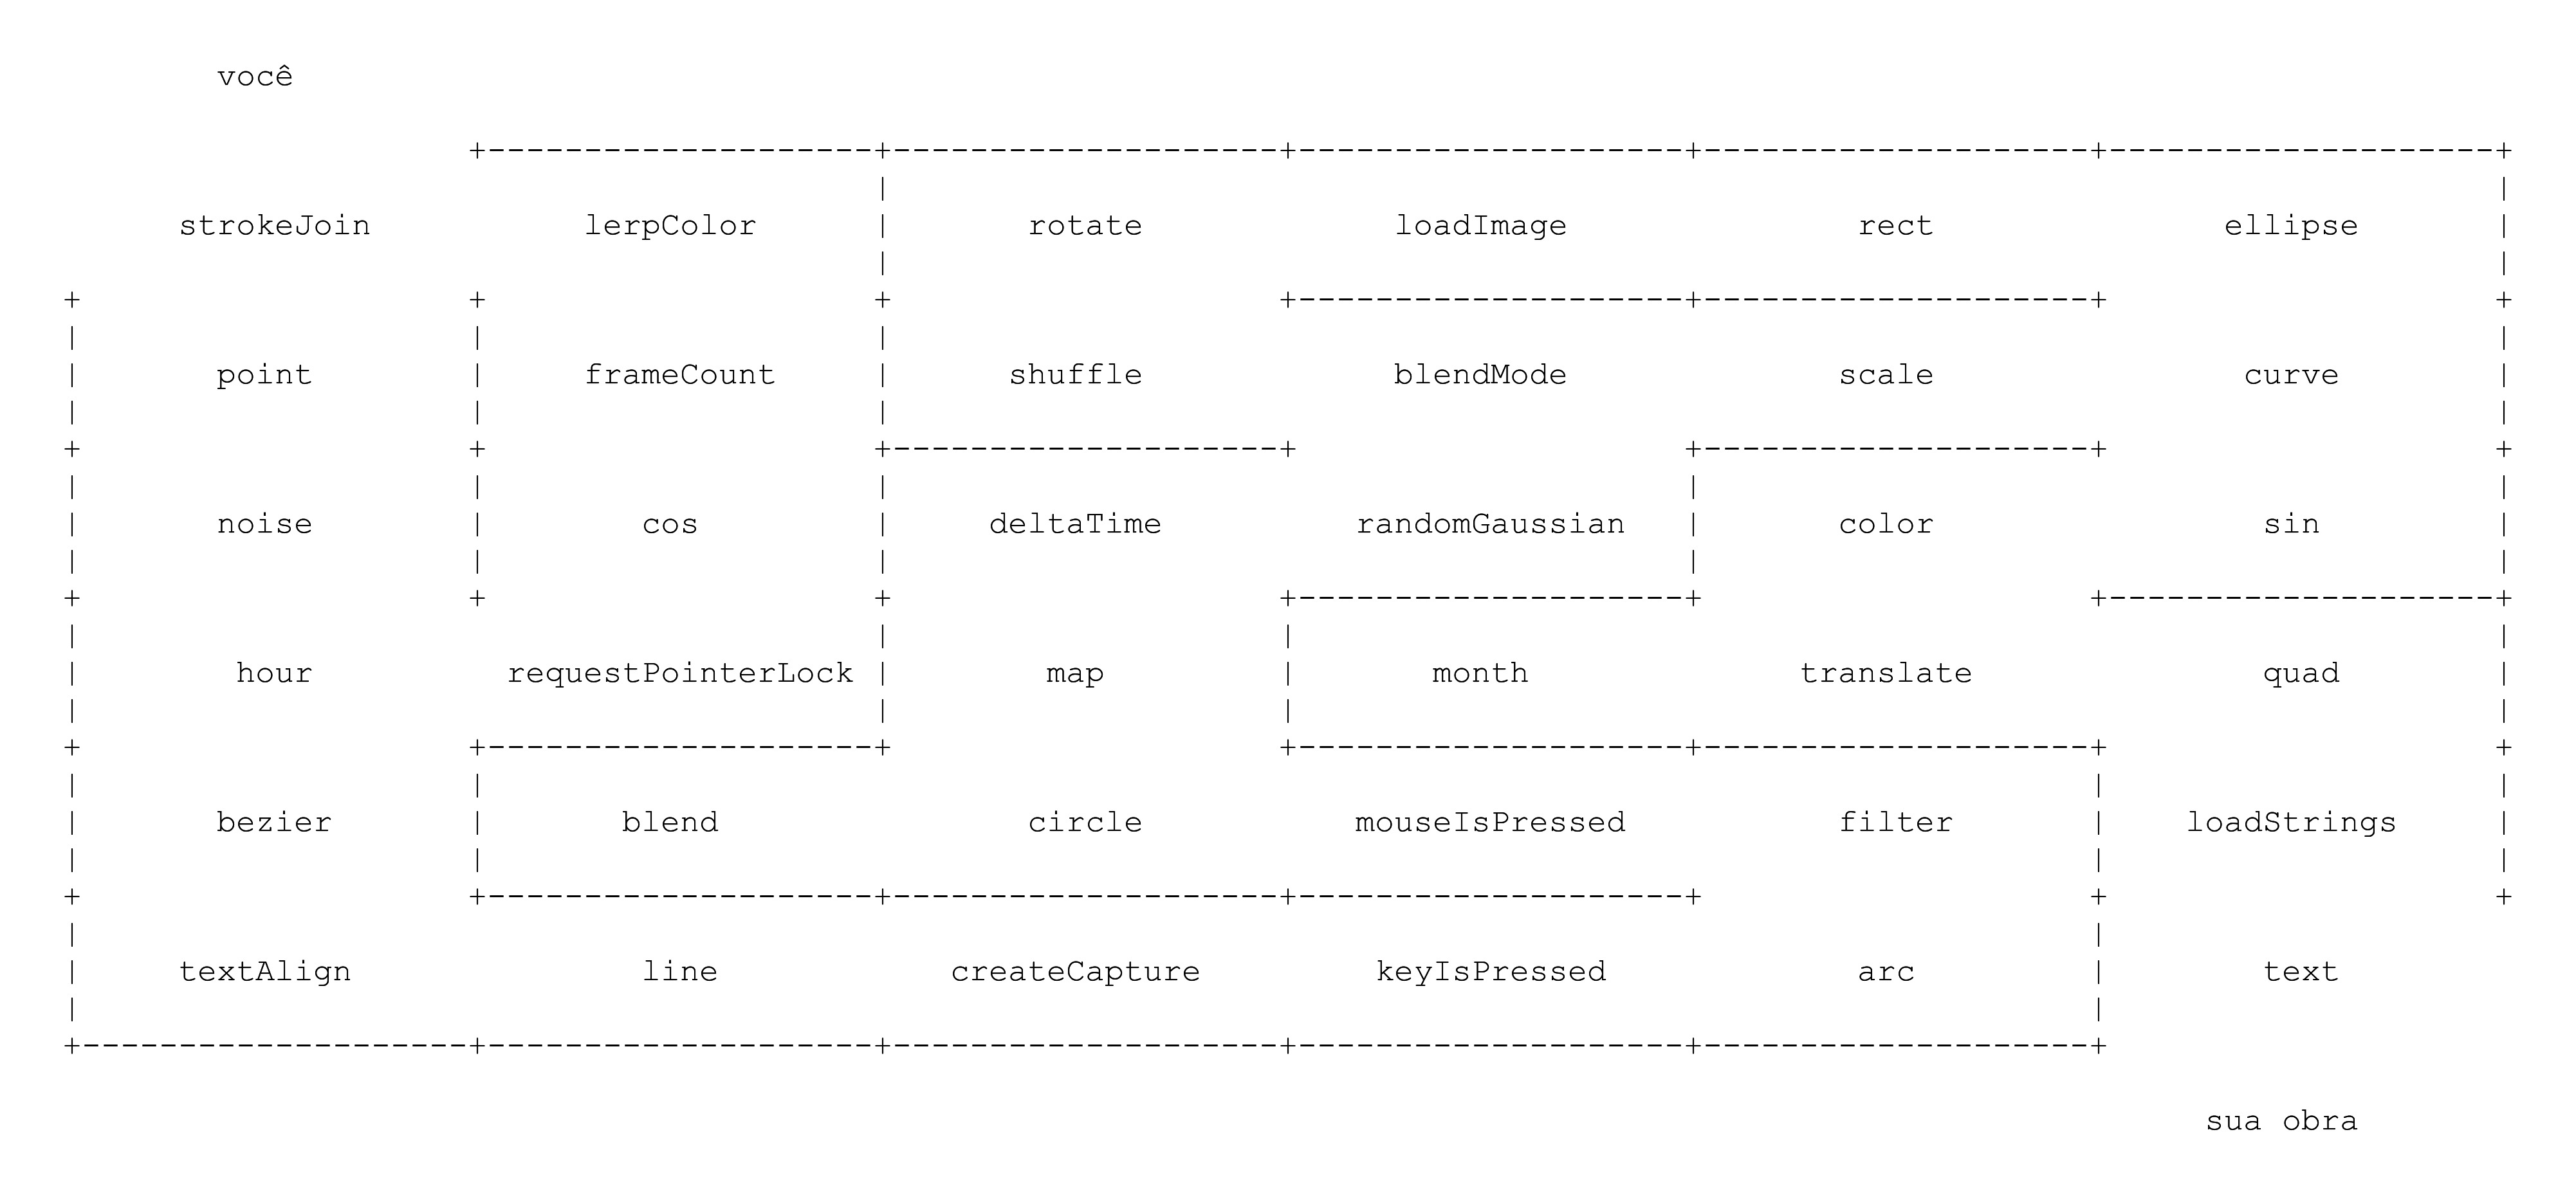 você
strokeJoin lerpColor rotate loadImage rect ellipse
point frameCount shuffle blendMode scale curve
noise cos deltaTime randomGaussian color sin
hour requestPointerLock map month translate quad
bezier blend circle mouseIsPressed filter loadStrings
textAlign line createCapture keyIsPressed arc text
sua obra